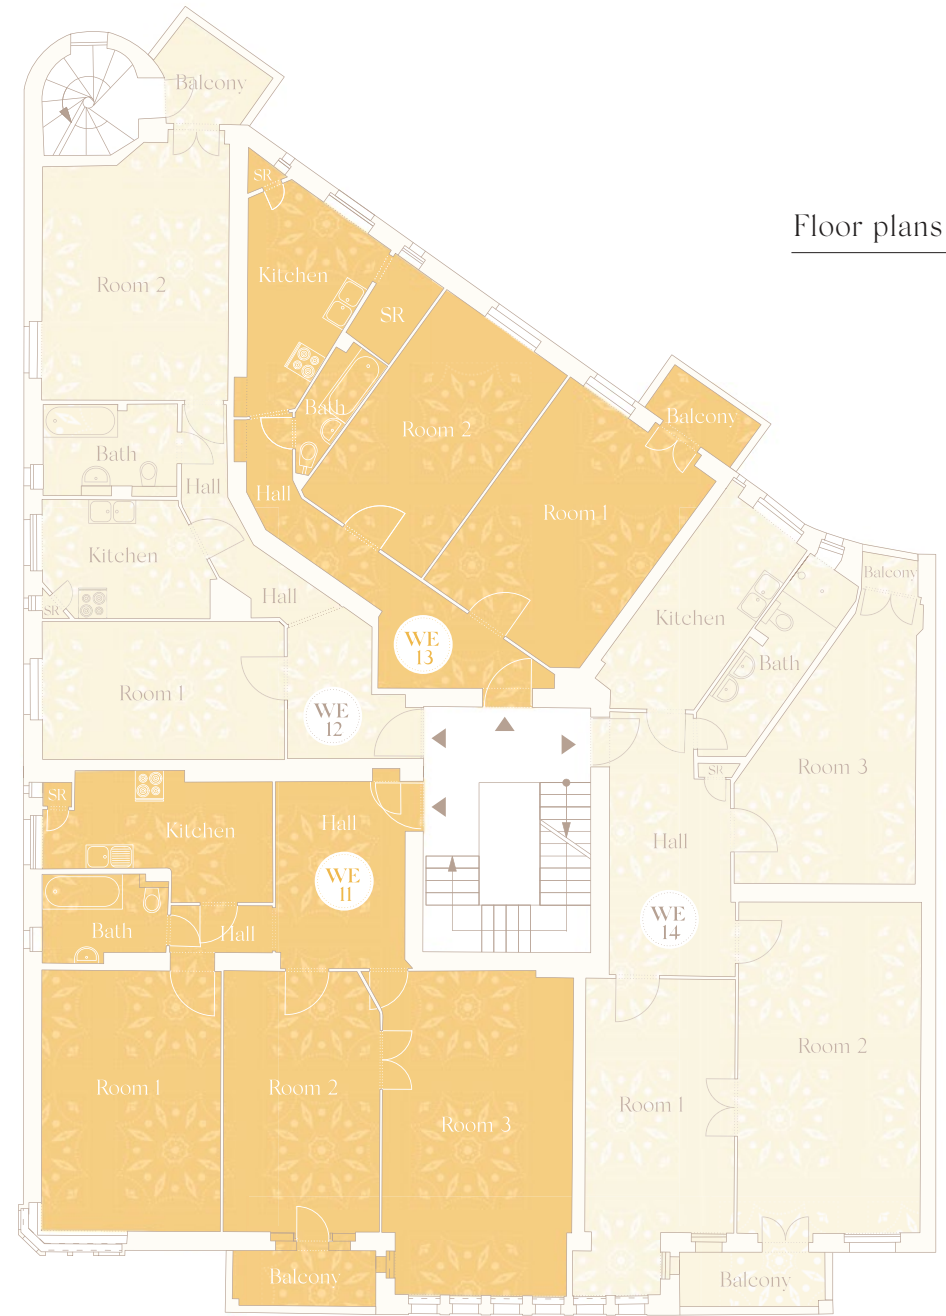 Balcony
SR
Floor plans
Kitchen
Room 2
SR
Bath
Balcony
Room 2
Bath
Hall
Hall
Room 1
Kitchen
Balcony
Hall
SR
Kitchen
WE
13
Bath
Room 1
WE
12
Room 3
SR
SR
Hall
Kitchen
Hall
WE
11
WE
14
Bath
Hall
Room 2
Room 1
Room 2
Room 1
Room 3
Balcony
Balcony